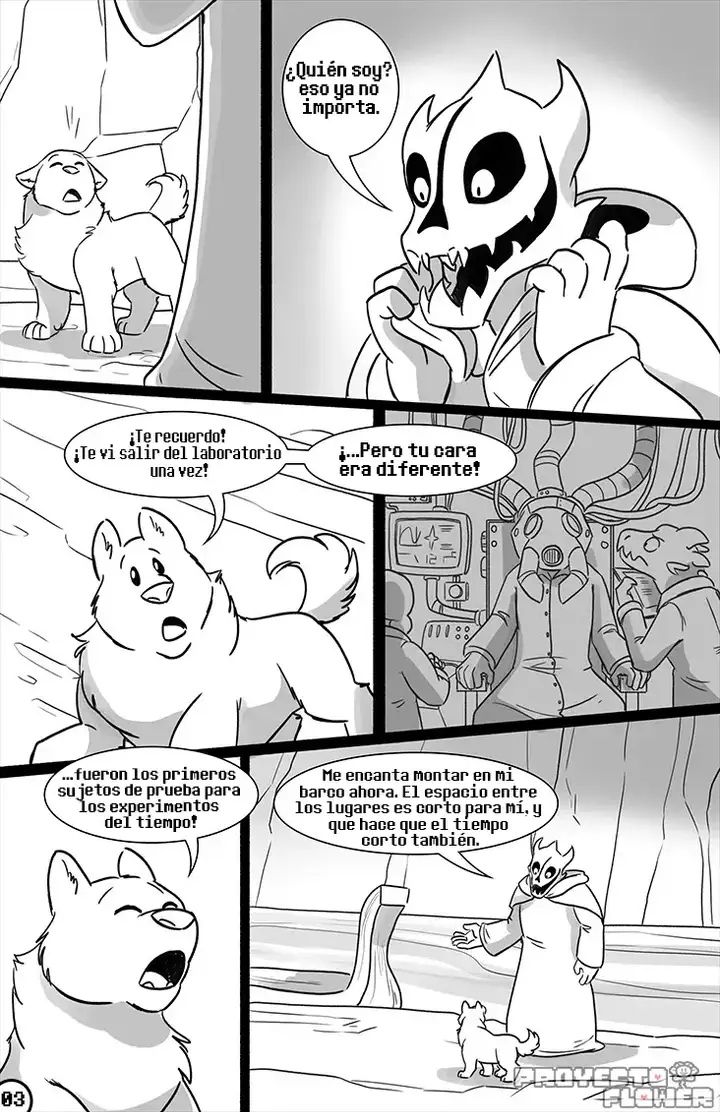 ¿Quién soy?
eso ya no
importa.
¡Te recuerdo!
¡Te vi salir del laboratorio
una vez!
¡...Pero tu cara
era diferente!
...fueron los primeros
sujetos de prueba para
los experimentos
del tiempo!
Me encanta montar en mi
barco ahora. El espacio entre
los lugares es corto para mí, y
que hace que el tiempo
corto también.
03
PROYECTO
FLOWER